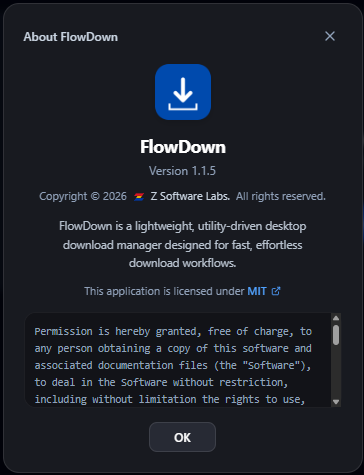 About FlowDown
FlowDown
Version 1.1.5
Copyright © 2026 Z Software Labs. All rights reserved.
FlowDown is a lightweight, utility-driven desktop
download manager designed for fast, effortless
download workflows.
This application is licensed under MIT
Permission is hereby granted, free of charge, to
any person obtaining a copy of this software and
associated documentation files (the "Software"),
to deal in the Software without restriction,
including without limitation the rights to use,
OK